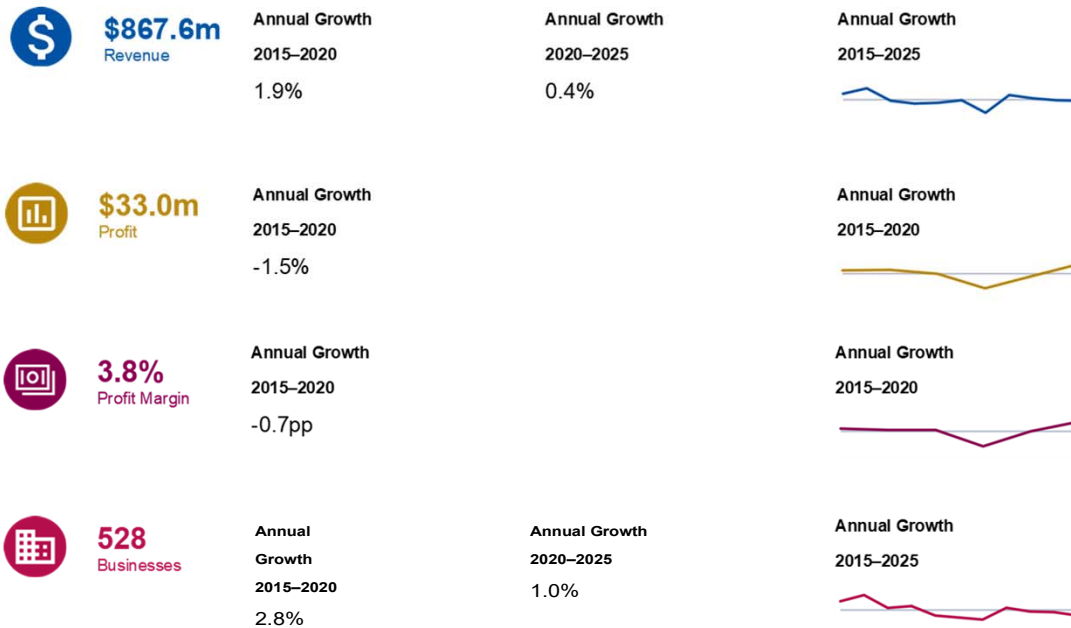 $867.6m
Revenue
Annual Growth
2015–2020
1.9%
Annual Growth
2020–2025
0.4%
Annual Growth
2015–2025
$33.0m
Profit
Annual Growth
2015–2020
-1.5%
Annual Growth
2015–2020
3.8%
Profit Margin
Annual Growth
2015–2020
-0.7pp
Annual Growth
2015–2020
528
Businesses
Annual
Growth
2015–2020
2.8%
Annual Growth
2020–2025
1.0%
Annual Growth
2015–2025